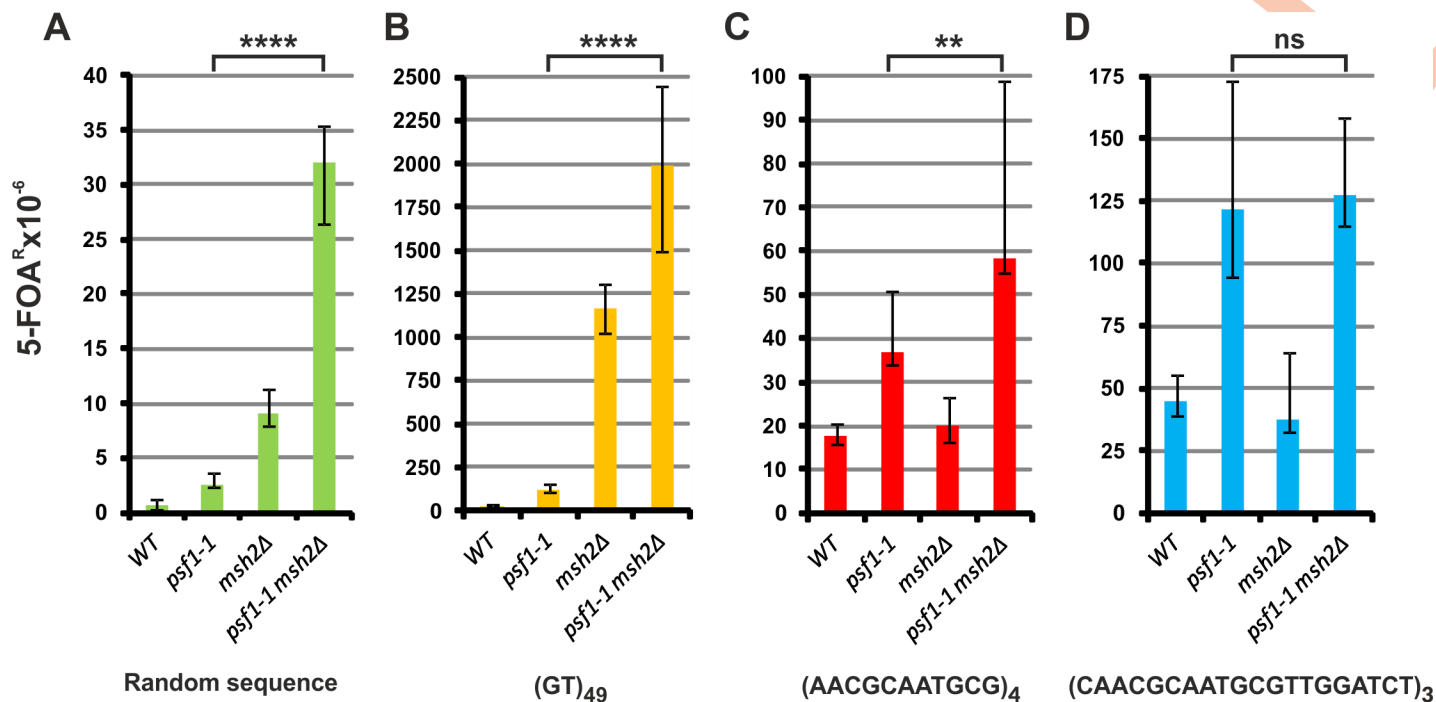 A
****
40
35
30
25
20
15
10
5
0
5-FOAᴿx10⁻⁶
WT
psf1-1
msh2Δ
psf1-1 msh2Δ
Random sequence
B
****
2500
2250
2000
1750
1500
1250
1000
750
500
250
0
WT
psf1-1
msh2Δ
psf1-1 msh2Δ
(GT)₄₉
C
**
100
90
80
70
60
50
40
30
20
10
0
WT
psf1-1
msh2Δ
psf1-1 msh2Δ
(AACGCAATGCG)₄
D
ns
175
150
125
100
75
50
25
0
WT
psf1-1
msh2Δ
psf1-1 msh2Δ
(CAACGCAATGCGTTGGATCT)₃